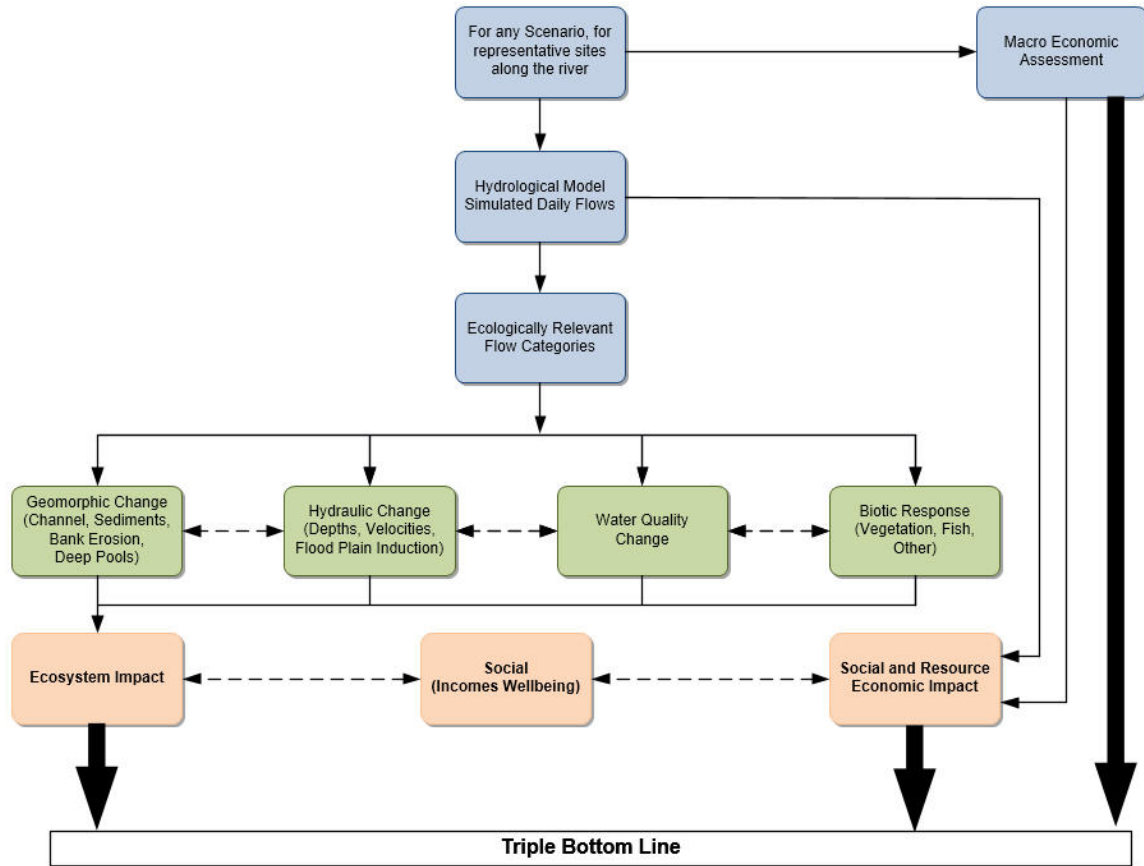 For any Scenario, for
representative sites
along the river
Macro Economic
Assessment
Hydrological Model
Simulated Daily Flows
Ecologically Relevant
Flow Categories
Geomorphic Change
(Channel, Sediments,
Bank Erosion,
Deep Pools)
Hydraulic Change
(Depths, Velocities,
Flood Plain Induction)
Water Quality
Change
Biotic Response
(Vegetation, Fish,
Other)
Ecosystem Impact
Social
(Incomes Wellbeing)
Social and Resource
Economic Impact
Triple Bottom Line